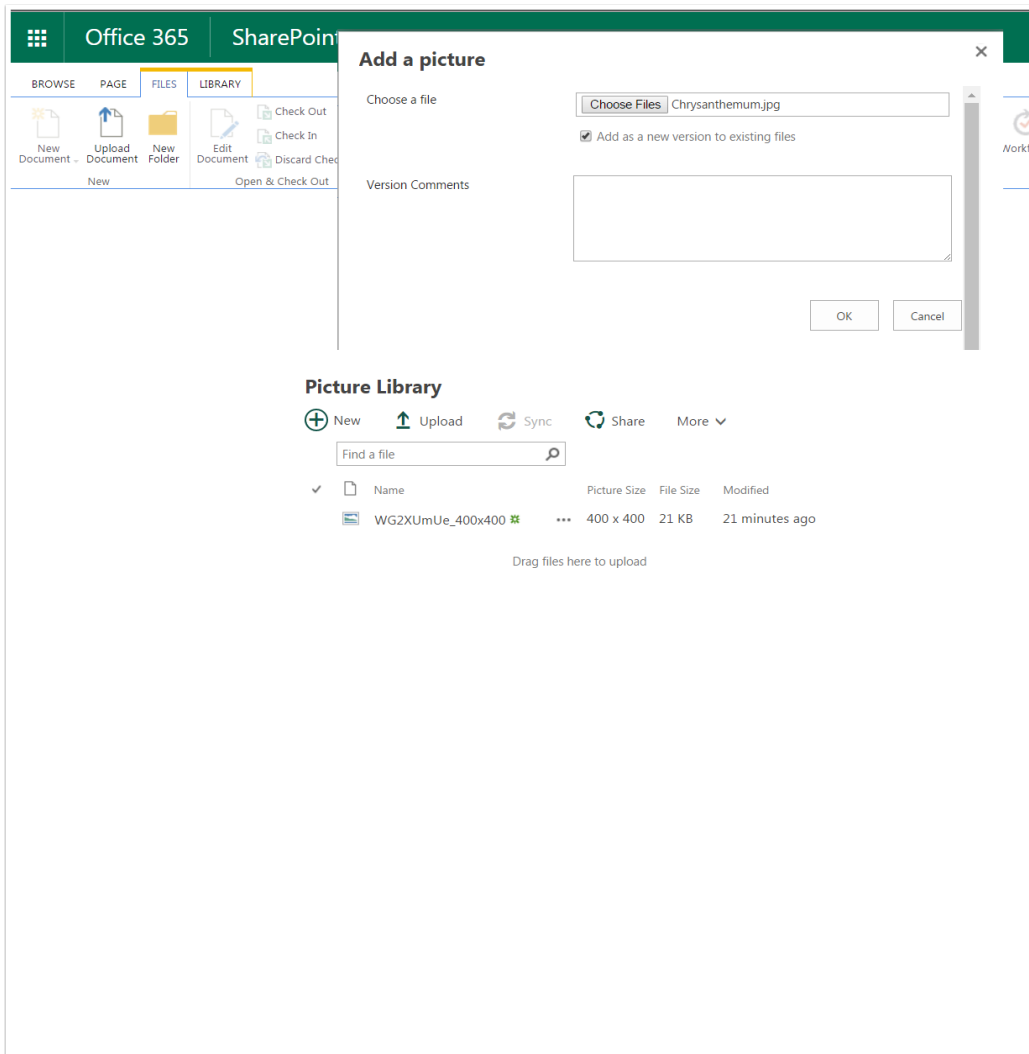 Office 365
SharePoint
Add a picture
BROWSE PAGE FILES LIBRARY
Choose a file
Choose Files Chrysanthemum.jpg
Add as a new version to existing files
New Document
Upload Document
New Folder
Edit Document
Check Out
Check In
Discard
New
Open & Check Out
Version Comments
OK Cancel
Picture Library
New Upload Sync Share More
Find a file
Name Picture Size File Size Modified
WG2XUmUe_400x400 ... 400 x 400 21 KB 21 minutes ago
Drag files here to upload